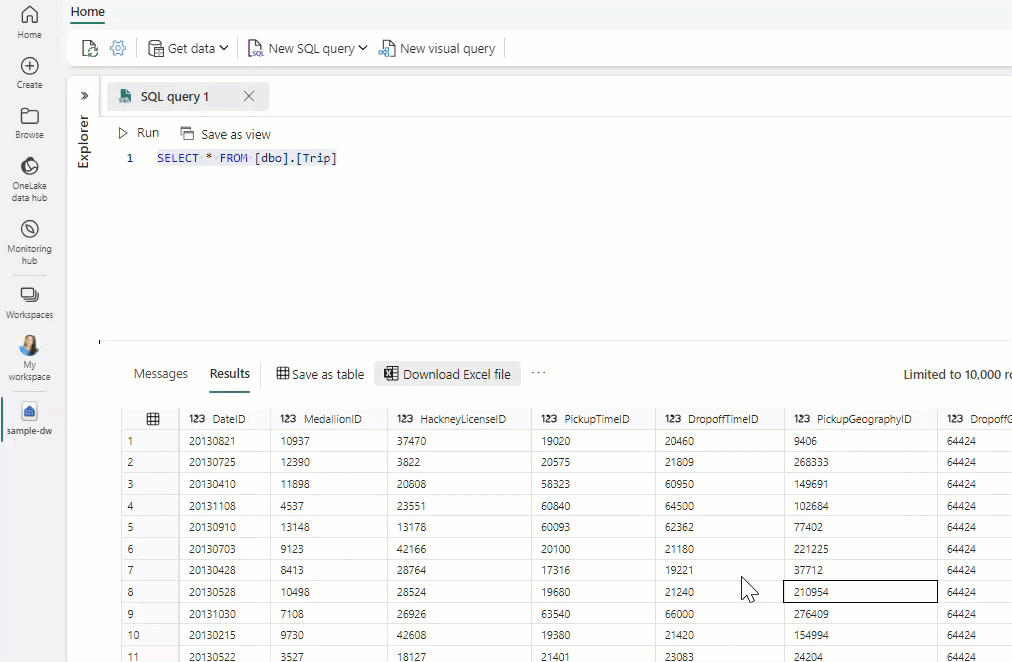 Home
Home
Create
Browse
OneLake
data hub
Monitoring
hub
Workspaces
My
workspace
sample-dw
Get data
SQL
New SQL query
New visual query
»
Explorer
SQL query 1
Run
Save as view
1 SELECT * FROM [dbo].[Trip]
Messages Results Save as table Download Excel file ··· Limited to 10,000 ro
123 DateID 123 MedallionID 123 HackneyLicenseID 123 PickupTimeID 123 DropoffTimeID 123 PickupGeographyID 123 DropoffG
1 20130821 10937 37470 19020 20460 9406 64424
2 20130725 12390 3822 20575 21809 268333 64424
3 20130410 11898 20808 58323 60950 149691 64424
4 20131108 4537 23551 60840 64500 102684 64424
5 20130910 13148 13178 60093 62362 77402 64424
6 20130703 9123 42166 20100 21180 221225 64424
7 20130428 8413 28764 17316 19221 37712 64424
8 20130528 10498 28524 19680 21240 210954 64424
9 20131030 7108 26926 63540 66000 276409 64424
10 20130215 9730 42608 19380 21420 154994 64424
11 20130522 3527 18127 21401 23083 24204 64424